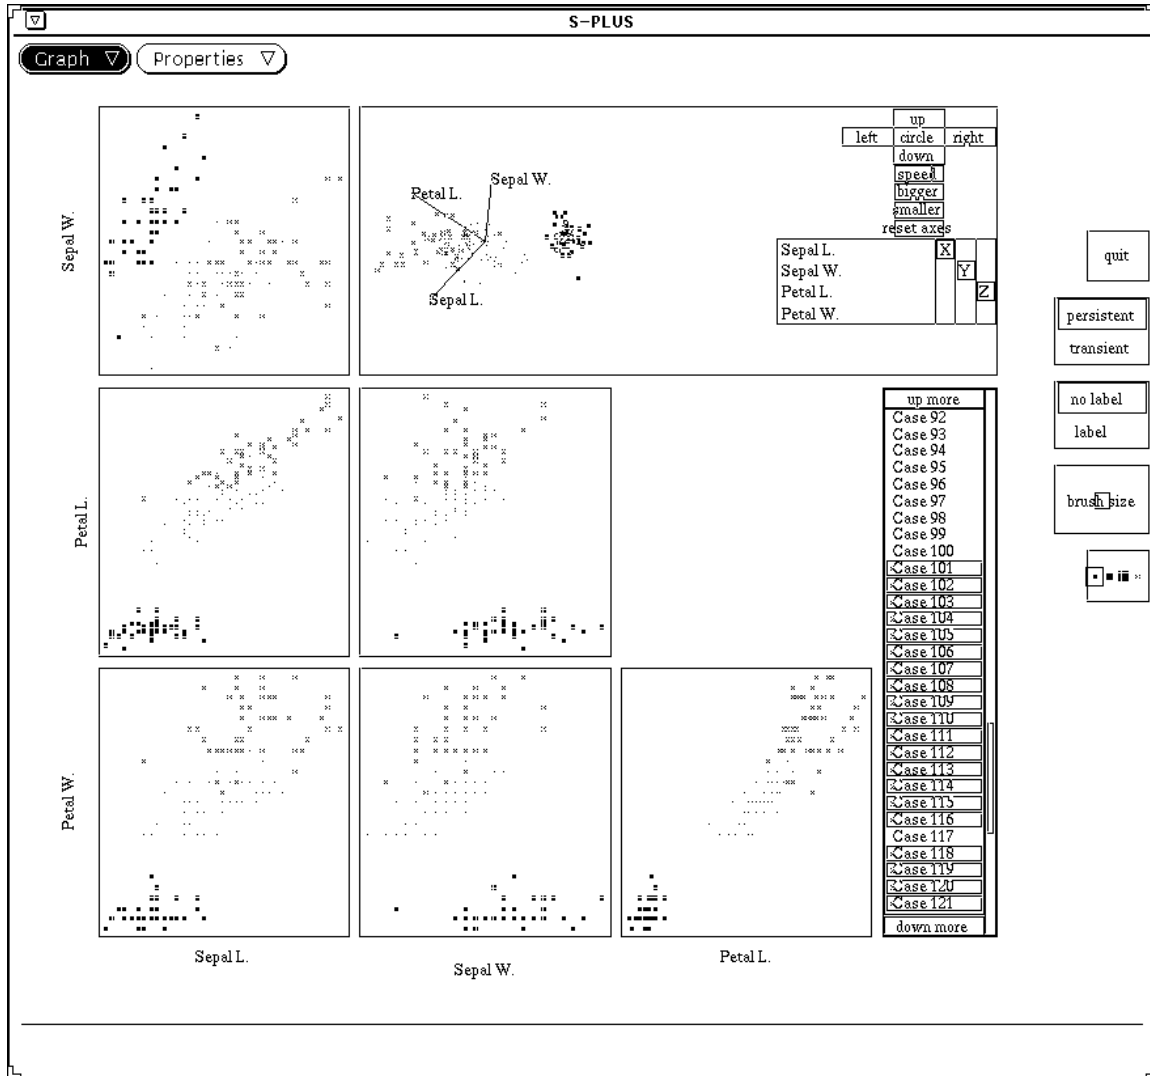 S-PLUS
Graph Properties
up
left circle right
down
speed
bigger
smaller
reset axes
Sepal W.
Petal L.
Sepal W.
Sepal L.
Sepal L. X
Sepal W. Y
Petal L. Z
Petal W.
quit
persistent
transient
no label
label
brush size
Petal L.
up more
Case 92
Case 93
Case 94
Case 95
Case 96
Case 97
Case 98
Case 99
Case 100
Case 101
Case 102
Case 103
Case 104
Case 105
Case 106
Case 107
Case 108
Case 109
Case 110
Case 111
Case 112
Case 113
Case 114
Case 115
Case 116
Case 117
Case 118
Case 119
Case 120
Case 121
down more
Petal W.
Sepal L.
Sepal W.
Petal L.